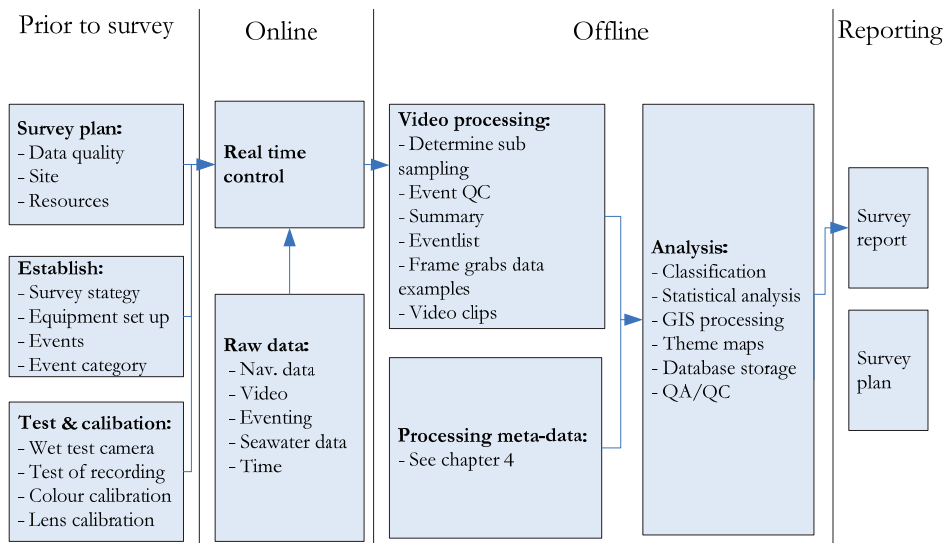 Prior to survey
Online
Offline
Reporting
Survey plan:
- Data quality
- Site
- Resources
Establish:
- Survey stategy
- Equipment set up
- Events
- Event category
Test & calibation:
- Wet test camera
- Test of recording
- Colour calibration
- Lens calibration
Real time
control
Raw data:
- Nav. data
- Video
- Eventing
- Seawater data
- Time
Video processing:
- Determine sub
sampling
- Event QC
- Summary
- Eventlist
- Frame grabs data
examples
- Video clips
Processing meta-data:
- See chapter 4
Analysis:
- Classification
- Statistical analysis
- GIS processing
- Theme maps
- Database storage
- QA/QC
Survey
report
Survey
plan